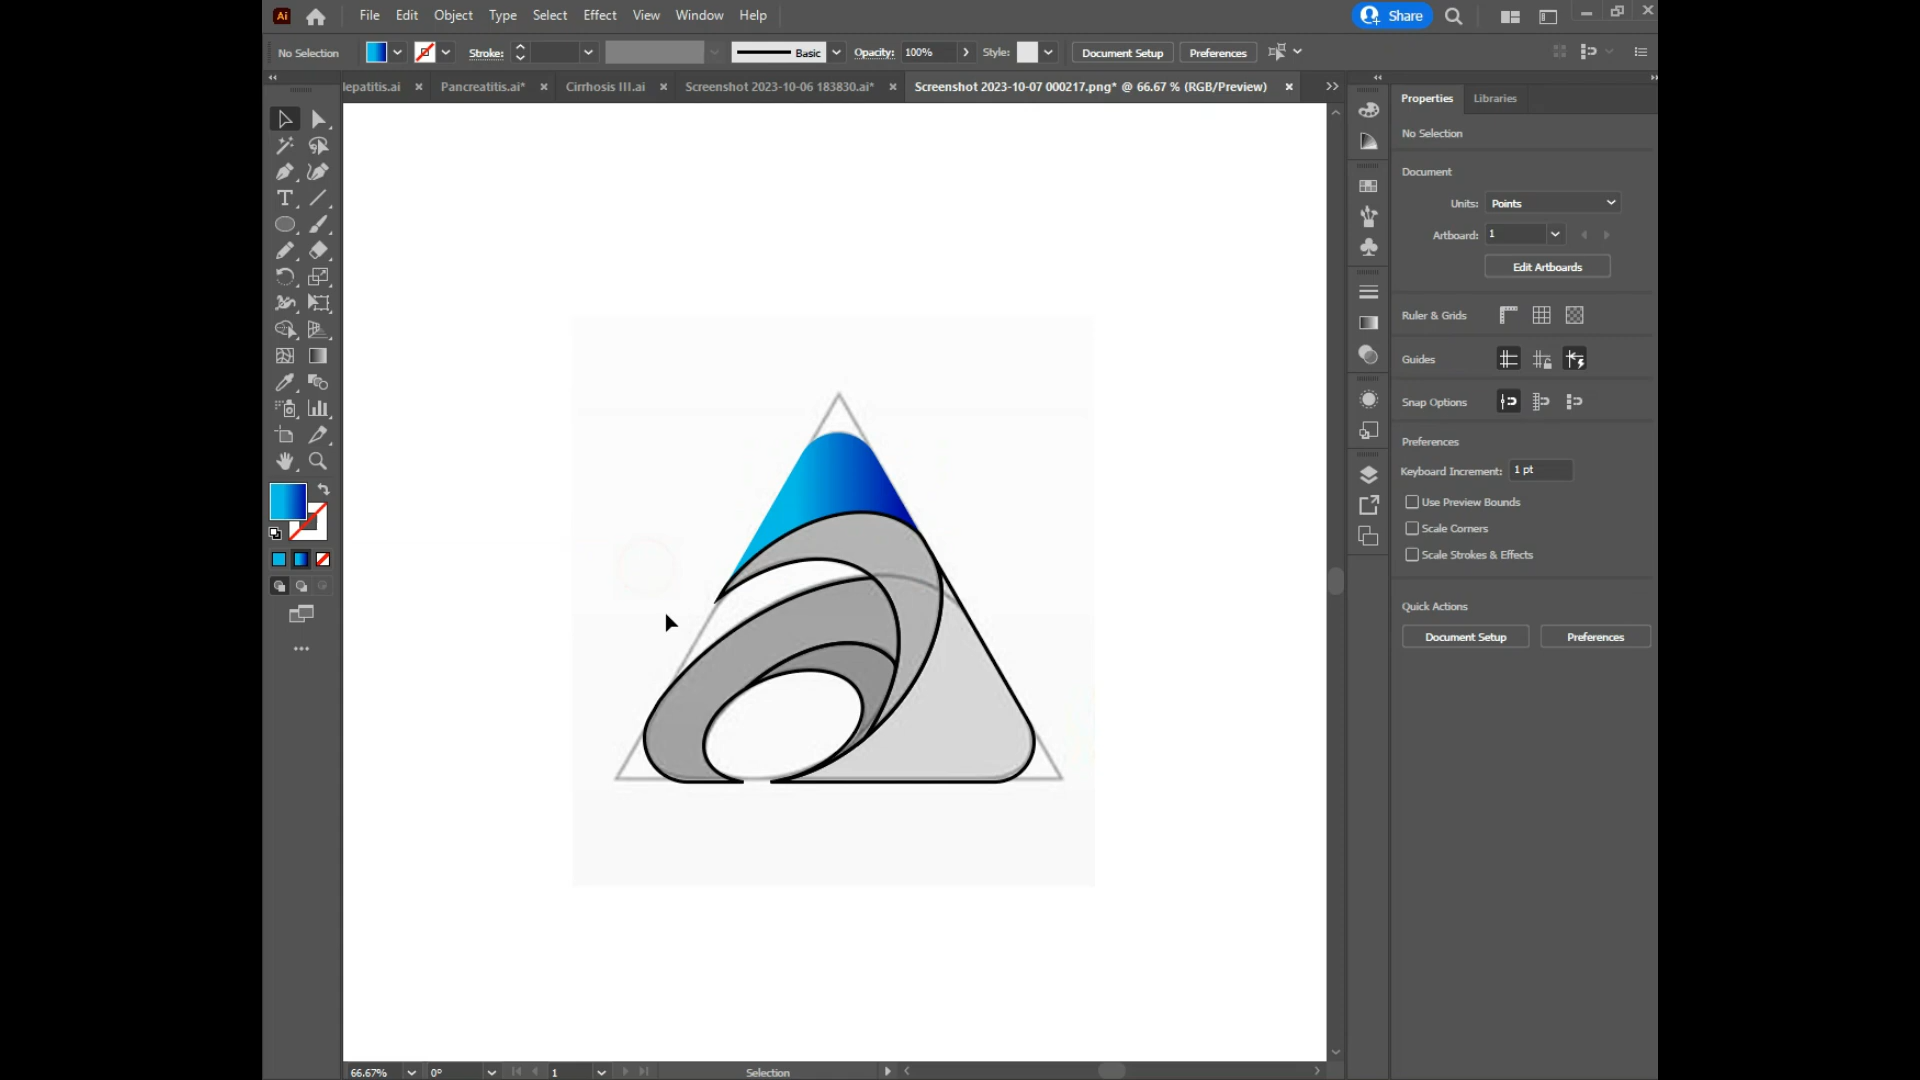 Ai File Edit Object Type Select Effect View Window Help Share
No Selection Stroke: Basic Opacity: 100% Style: Document Setup Preferences
lepatitis.ai × Pancreatitis.ai* × Cirrhosis III.ai × Screenshot 2023-10-06 183830.ai* × Screenshot 2023-10-07 000217.png* @ 66.67 % (RGB/Preview) ×
Properties Libraries
No Selection
Document
Units: Points
Artboard: 1
Edit Artboards
Ruler & Grids
Guides
Snap Options
Preferences
Keyboard Increment: 1 pt
Use Preview Bounds
Scale Corners
Scale Strokes & Effects
Quick Actions
Document Setup Preferences
66.67% 0° 1 Selection